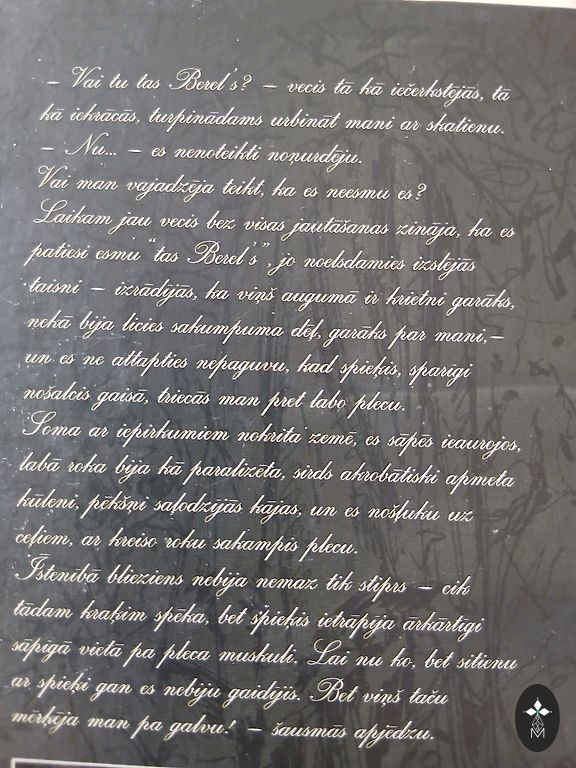 – Vai tu tas Berel's? – vecis tā kā iečerkstējās, tā
kā iekrācās, turpinādams urbināt mani ar skatienu.
– Nu... – es nenoteikti noņurdēju.
Vai man vajadzēja teikt, ka es neesmu es?
Laikam jau vecis bez visas jautāšanas zināja, ka es
patiesi esmu "tas Berel's", jo noelsdamies izslējās
taisni – izrādījās, ka viņš augumā ir krietni garāks,
nekā bija licies sakumpuma dēļ, garāks par mani,–
un es ne attapties nepaguvu, kad spieķis, sparīgi
nošalcis gaisā, triecās man pret labo plecu.
Soma ar iepirkumiem nokrita zemē, es sāpēs ieaurojos,
labā roka bija kā paralizēta, sirds akrobātiski apmeta
kūleni, pēkšņi saļodzījās kājas, un es nošļuku uz
ceļiem, ar kreiso roku sakampis plecu.
Īstenībā blieziens nebija nemaz tik stiprs – cik
tādam kraķim spēka, bet spieķis ietrāpīja ārkārtīgi
sāpīgā vietā pa pleca muskuli. Lai nu ko, bet sitienu
ar spieķi gan es nebiju gaidījis. Bet viņš taču
mērķēja man pa galvu! – šausmās apjēdzu.
M